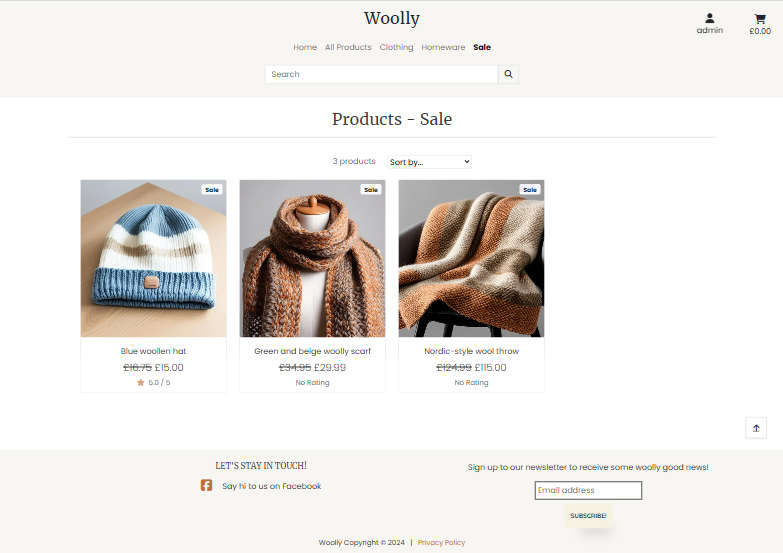 Woolly
admin
£0.00
Home All Products Clothing Homeware Sale
Search
Products - Sale
3 products Sort by...
Sale Sale Sale
Blue woollen hat
£16.75 £15.00
5.0 / 5
Green and beige woolly scarf
£34.95 £29.99
No Rating
Nordic-style wool throw
£124.99 £115.00
No Rating
LET'S STAY IN TOUCH!
Say hi to us on Facebook
Sign up to our newsletter to receive some woolly good news!
Email address
SUBSCRIBE!
Woolly Copyright © 2024 | Privacy Policy